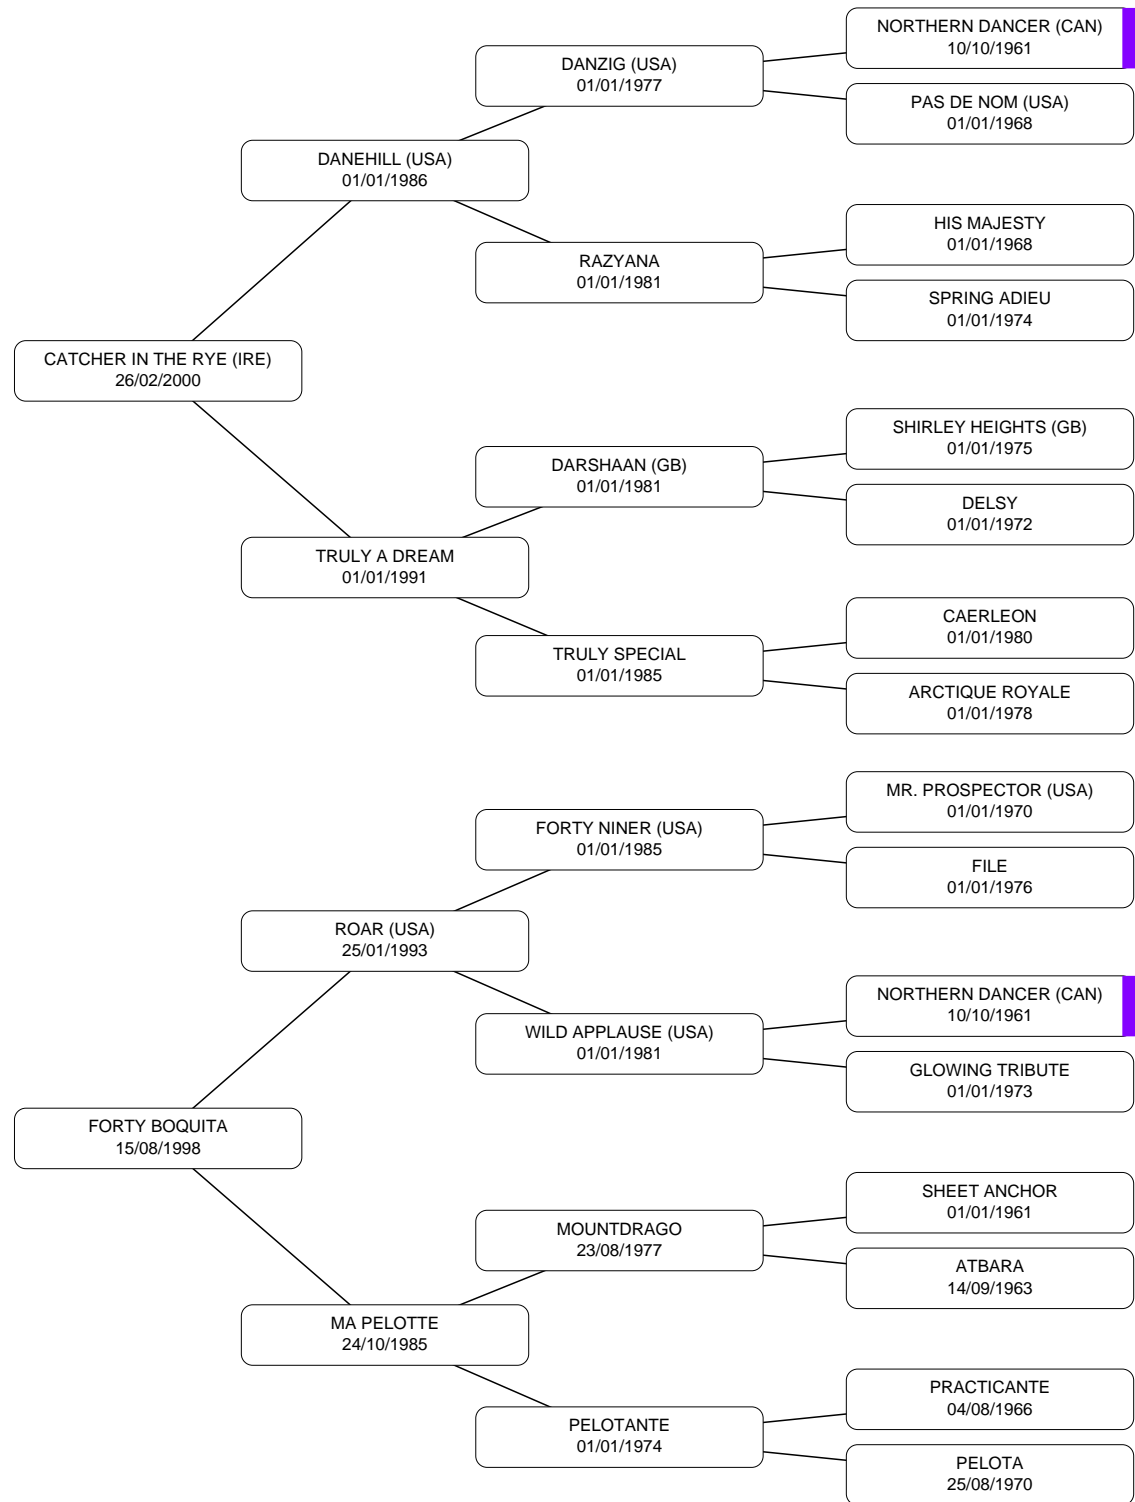 NORTHERN DANCER (CAN)
10/10/1961
DANZIG (USA)
01/01/1977
PAS DE NOM (USA)
01/01/1968
DANEHILL (USA)
01/01/1986
HIS MAJESTY
01/01/1968
RAZYANA
01/01/1981
SPRING ADIEU
01/01/1974
CATCHER IN THE RYE (IRE)
26/02/2000
SHIRLEY HEIGHTS (GB)
01/01/1975
DARSHAAN (GB)
01/01/1981
DELSY
01/01/1972
TRULY A DREAM
01/01/1991
CAERLEON
01/01/1980
TRULY SPECIAL
01/01/1985
ARCTIQUE ROYALE
01/01/1978
MR. PROSPECTOR (USA)
01/01/1970
FORTY NINER (USA)
01/01/1985
FILE
01/01/1976
ROAR (USA)
25/01/1993
NORTHERN DANCER (CAN)
10/10/1961
WILD APPLAUSE (USA)
01/01/1981
GLOWING TRIBUTE
01/01/1973
FORTY BOQUITA
15/08/1998
SHEET ANCHOR
01/01/1961
MOUNTDRAGO
23/08/1977
ATBARA
14/09/1963
MA PELOTTE
24/10/1985
PRACTICANTE
04/08/1966
PELOTANTE
01/01/1974
PELOTA
25/08/1970